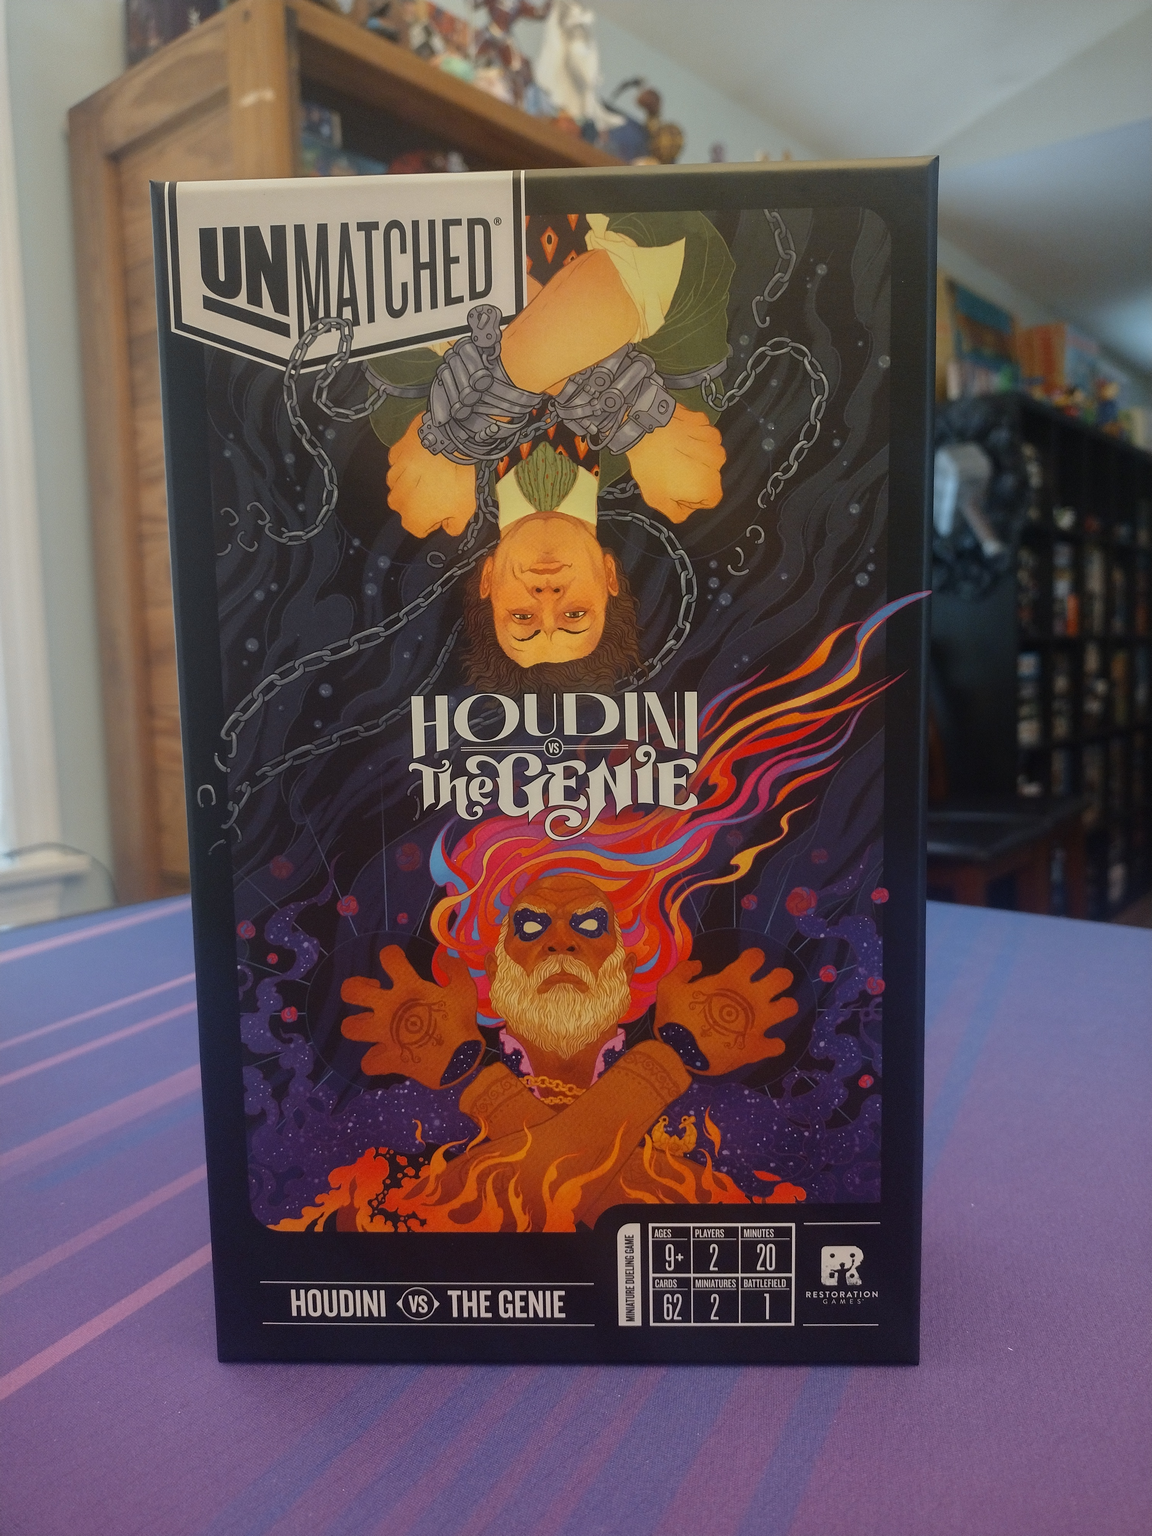 UNMATCHED®
HOUDINI
VS
The GENIE
HOUDINI VS THE GENIE
MINIATURE DUELING GAME
AGES 9+
PLAYERS 2
MINUTES 20
CARDS 62
MINIATURES 2
BATTLEFIELD 1
R
RESTORATION
GAMES™